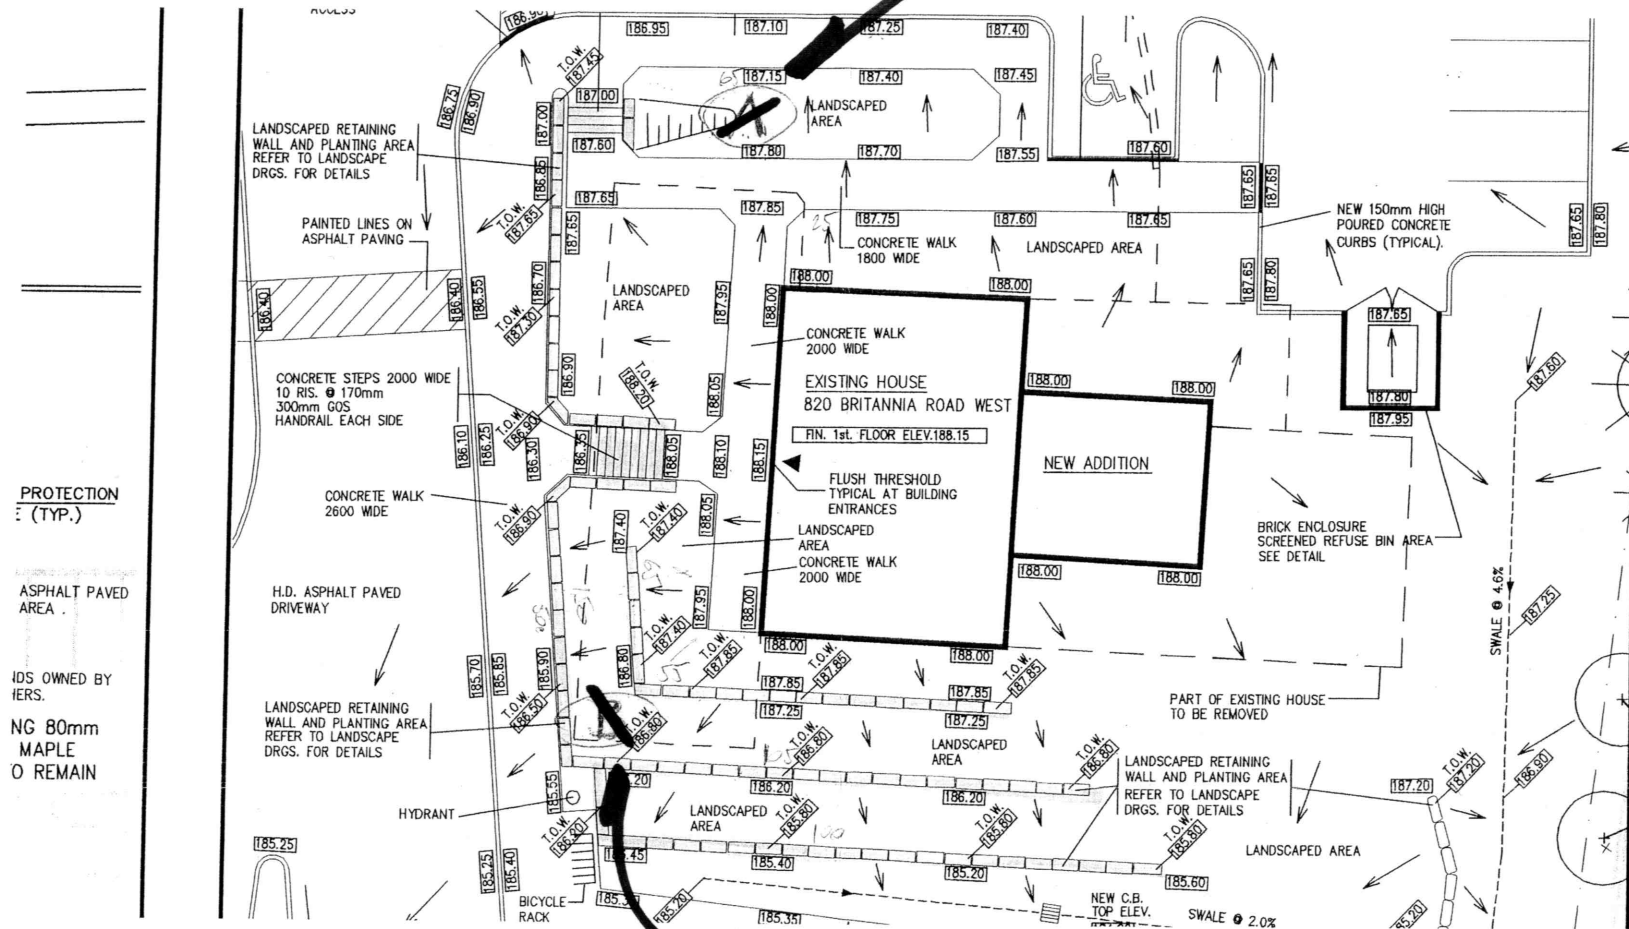 ACCESS
186.90
186.95
187.10
187.25
187.40
T.O.W.
187.45
187.15
187.40
187.45
186.75
186.90
187.00
187.00
65
A
LANDSCAPED
AREA
LANDSCAPED RETAINING
WALL AND PLANTING AREA
REFER TO LANDSCAPE
DRGS. FOR DETAILS
187.60
187.80
187.70
187.55
187.60
186.85
187.65
187.65
187.65
T.O.W.
187.65
187.65
187.85
187.75
187.60
187.65
25
NEW 150mm HIGH
POURED CONCRETE
CURBS (TYPICAL).
187.65
187.80
PAINTED LINES ON
ASPHALT PAVING
CONCRETE WALK
1800 WIDE
LANDSCAPED AREA
186.40
186.40
186.55
186.70
T.O.W.
187.30
LANDSCAPED
AREA
187.95
188.00
188.00
188.00
187.65
187.80
187.65
CONCRETE WALK
2000 WIDE
EXISTING HOUSE
820 BRITANNIA ROAD WEST
FIN. 1st. FLOOR ELEV.188.15
CONCRETE STEPS 2000 WIDE
10 RIS. @ 170mm
300mm GOS
HANDRAIL EACH SIDE
186.90
T.O.W.
188.20
188.05
188.00
188.00
187.80
187.95
187.60
T.O.W.
186.90
186.10
186.25
186.30
186.35
188.05
188.10
188.15
NEW ADDITION
FLUSH THRESHOLD
TYPICAL AT BUILDING
ENTRANCES
PROTECTION
E (TYP.)
CONCRETE WALK
2600 WIDE
T.O.W.
186.90
187.40
T.O.W.
187.40
188.05
LANDSCAPED
AREA
CONCRETE WALK
2000 WIDE
BRICK ENCLOSURE
SCREENED REFUSE BIN AREA
SEE DETAIL
188.00
188.00
SWALE @ 4.6%
187.25
ASPHALT PAVED
AREA .
H.D. ASPHALT PAVED
DRIVEWAY
187.95
188.00
T.O.W.
187.40
188.00
188.00
185.70
185.85
185.90
186.80
55
T.O.W.
187.85
T.O.W.
187.85
T.O.W.
187.85
187.85
187.85
187.25
187.25
PART OF EXISTING HOUSE
TO BE REMOVED
IDS OWNED BY
HERS.
NG 80mm
MAPLE
O REMAIN
LANDSCAPED RETAINING
WALL AND PLANTING AREA
REFER TO LANDSCAPE
DRGS. FOR DETAILS
T.O.W.
186.50
B
T.O.W.
186.80
T.O.W.
186.80
LANDSCAPED
AREA
T.O.W.
186.80
LANDSCAPED RETAINING
WALL AND PLANTING AREA
REFER TO LANDSCAPE
DRGS. FOR DETAILS
187.20
T.O.W.
187.20
186.90
185.55
.20
186.20
186.20
HYDRANT
LANDSCAPED
AREA
T.O.W.
185.80
100
T.O.W.
185.80
T.O.W.
185.80
LANDSCAPED AREA
T.O.W.
186.20
185.25
185.25
185.40
.45
185.40
185.20
185.60
BICYCLE
RACK
185.3
185.20
185.35
NEW C.B.
TOP ELEV.
SWALE @ 2.0%
85.20